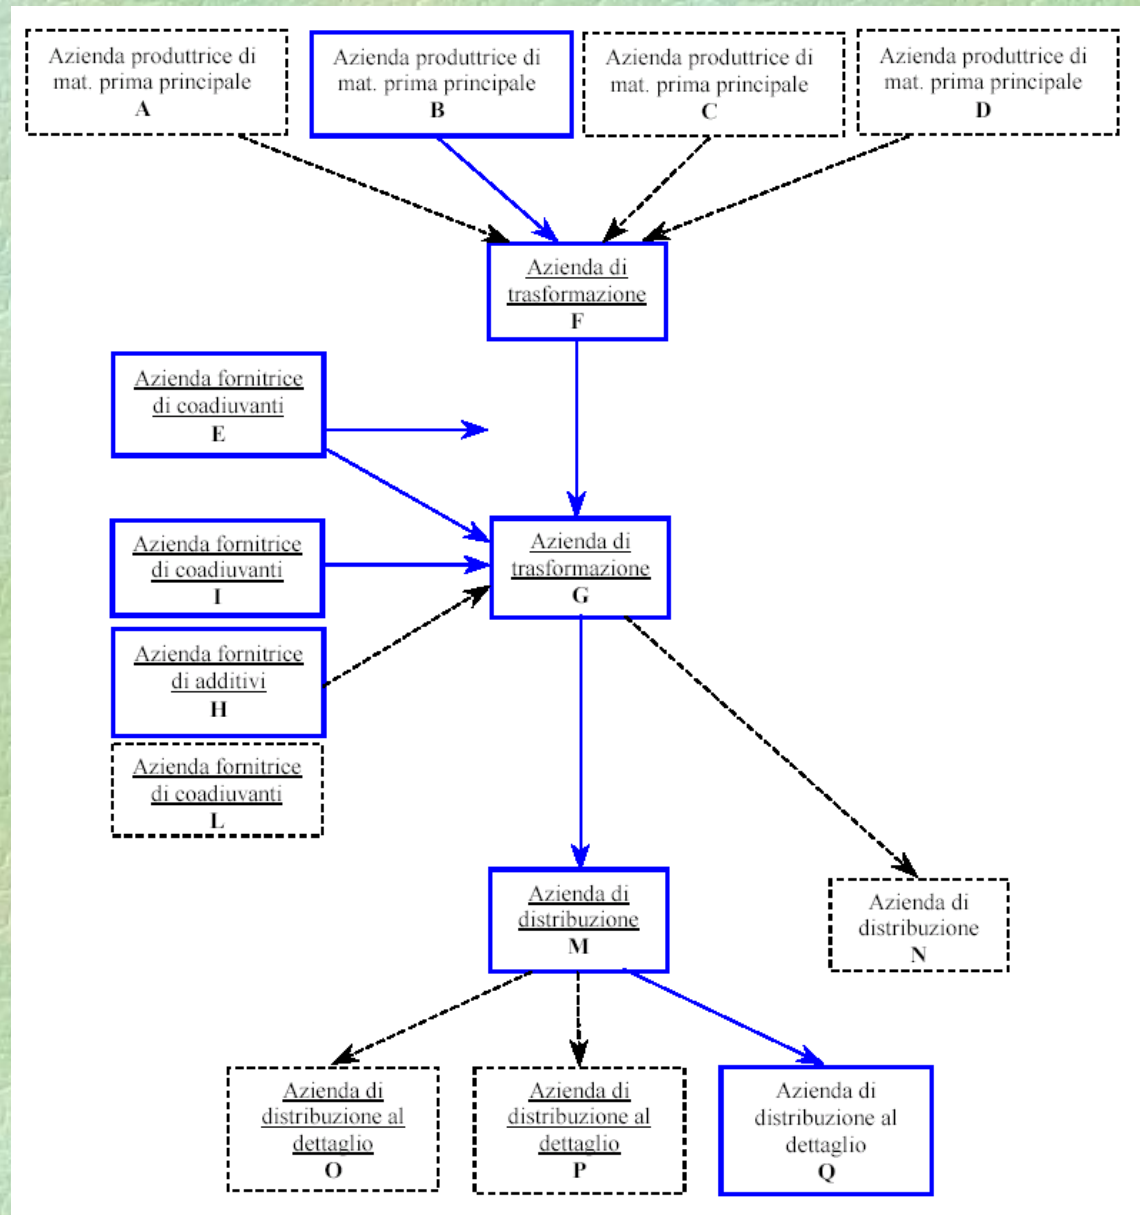 Azienda produttrice di
mat. prima principale
A
Azienda produttrice di
mat. prima principale
B
Azienda produttrice di
mat. prima principale
C
Azienda produttrice di
mat. prima principale
D
Azienda di
trasformazione
F
Azienda fornitrice
di coadiuvanti
E
Azienda fornitrice
di coadiuvanti
I
Azienda di
trasformazione
G
Azienda fornitrice
di additivi
H
Azienda fornitrice
di coadiuvanti
L
Azienda di
distribuzione
M
Azienda di
distribuzione
N
Azienda di
distribuzione al
dettaglio
O
Azienda di
distribuzione al
dettaglio
P
Azienda di
distribuzione al
dettaglio
Q